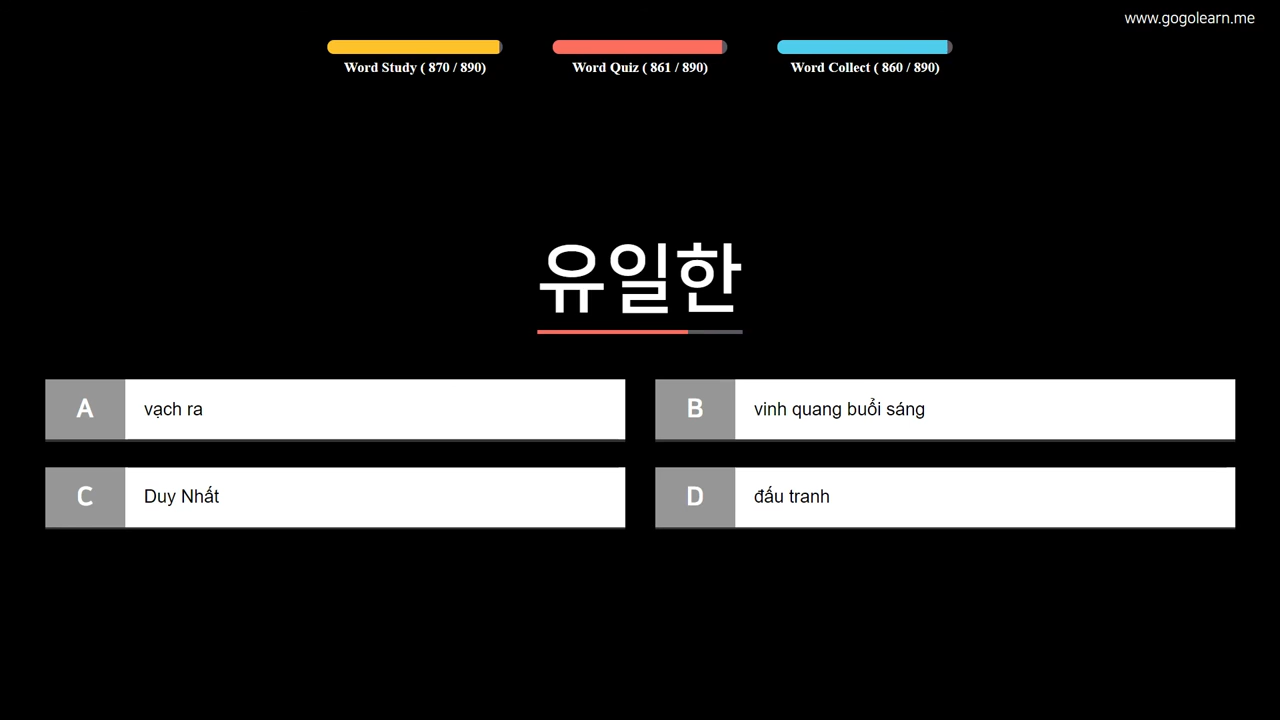 www.gogolearn.me
Word Study ( 870 / 890)
Word Quiz ( 861 / 890)
Word Collect ( 860 / 890)
유일한
A vạch ra
B vinh quang buổi sáng
C Duy Nhất
D đấu tranh